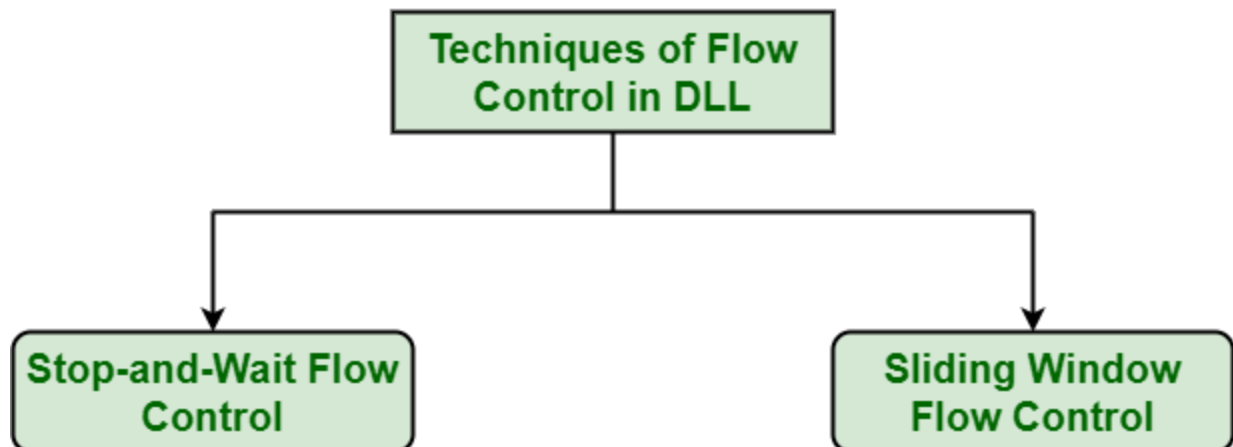 Techniques of Flow
Control in DLL
Stop-and-Wait Flow
Control
Sliding Window
Flow Control